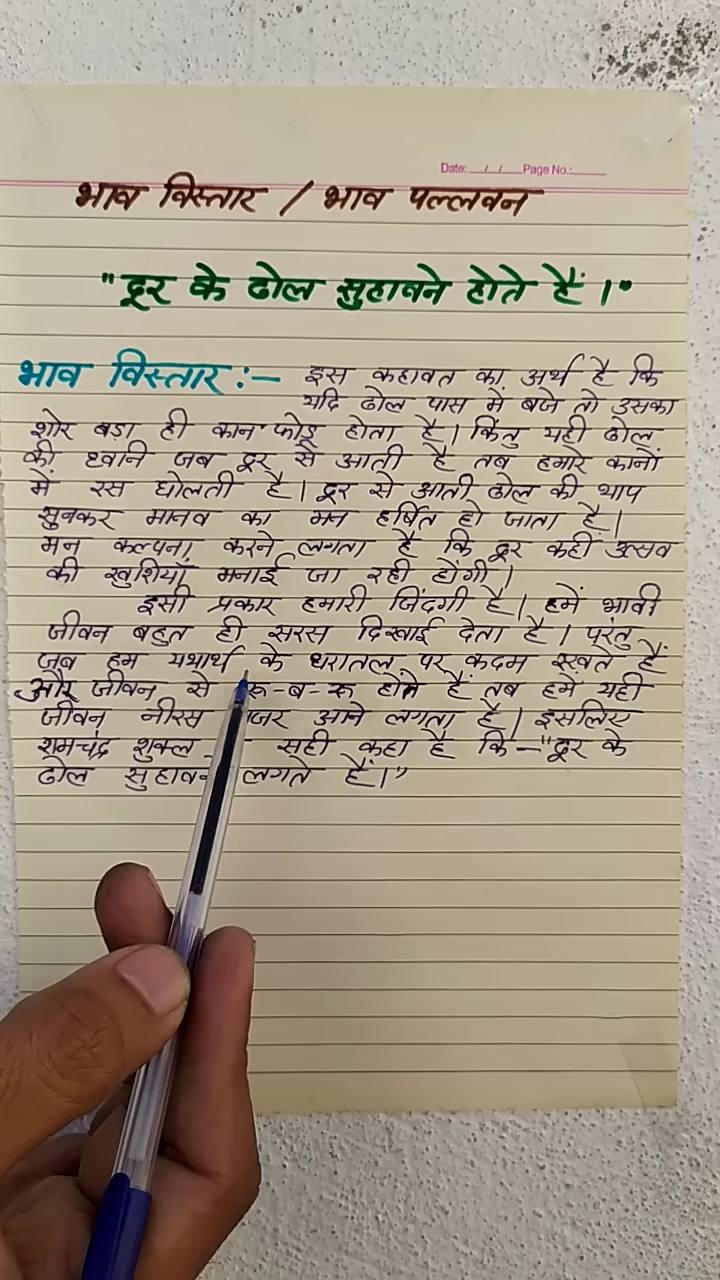 Date: __/__/__ Page No.:
भाव विस्तार / भाव पल्लवन
"दूर के ढोल सुहावने होते हैं।"
भाव विस्तार :- इस कहावत का अर्थ है कि
यदि ढोल पास में बजे तो उसका
शोर बड़ा ही कान फोड़ू होता है। किंतु यही ढोल
की ध्वनि जब दूर से आती है तब हमारे कानों
में रस घोलती है। दूर से आती ढोल की थाप
सुनकर मानव का मन हर्षित हो जाता है।
मन कल्पना करने लगता है कि दूर कहीं उत्सव
की खुशियाँ मनाई जा रही होंगी।
इसी प्रकार हमारी जिंदगी है। हमें भावी
जीवन बहुत ही सरस दिखाई देता है। परंतु
जब हम यथार्थ के धरातल पर कदम रखते हैं
और जीवन से रू-ब-रू होते हैं तब हमें यही
जीवन नीरस आने लगता है। इसलिए
रामचंद्र शुक्ल सही कहा है कि - "दूर के
ढोल लगते हैं।"